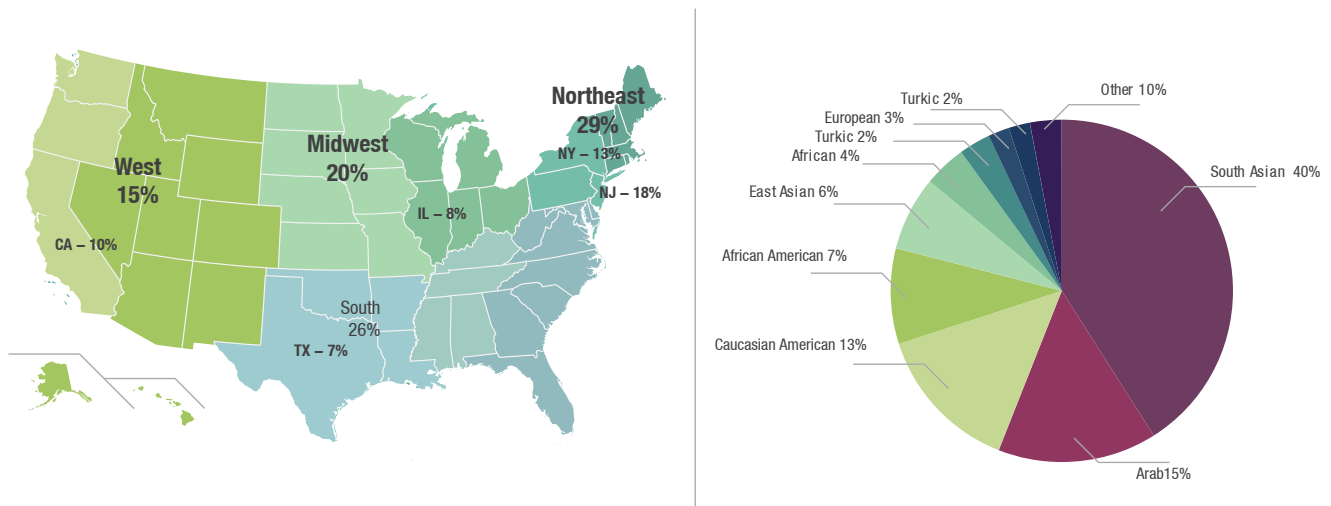 Northeast
29%
NY – 13%
NJ – 18%
Midwest
20%
IL – 8%
West
15%
CA – 10%
South
26%
TX – 7%
Other 10%
Turkic 2%
European 3%
Turkic 2%
African 4%
East Asian 6%
African American 7%
Caucasian American 13%
Arab15%
South Asian 40%